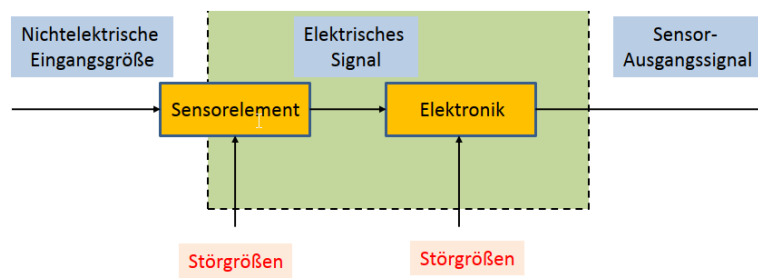 Nichtelektrische
Eingangsgröße
Elektrisches
Signal
Sensor-
Ausgangssignal
Sensorelement
Elektronik
Störgrößen
Störgrößen